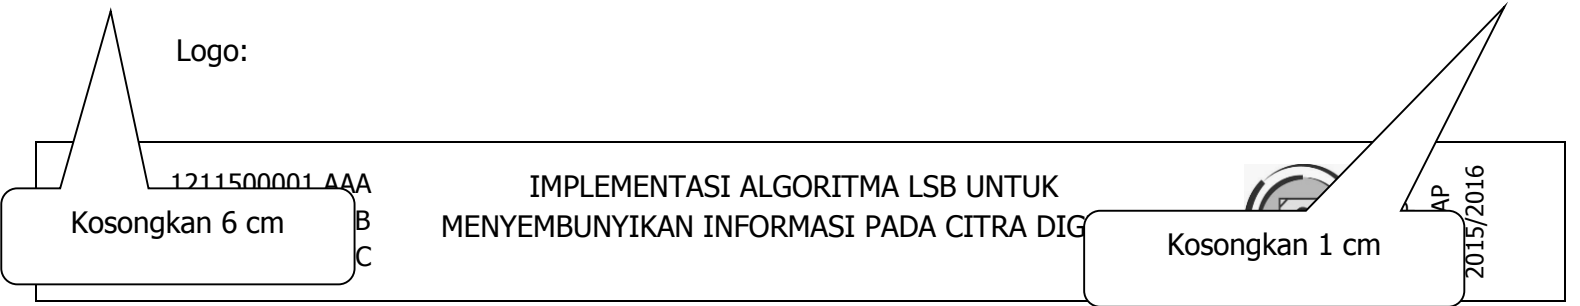 Logo:
1211500001 AAA
B
C
Kosongkan 6 cm
IMPLEMENTASI ALGORITMA LSB UNTUK
MENYEMBUNYIKAN INFORMASI PADA CITRA DIG
Kosongkan 1 cm
AP
2015/2016